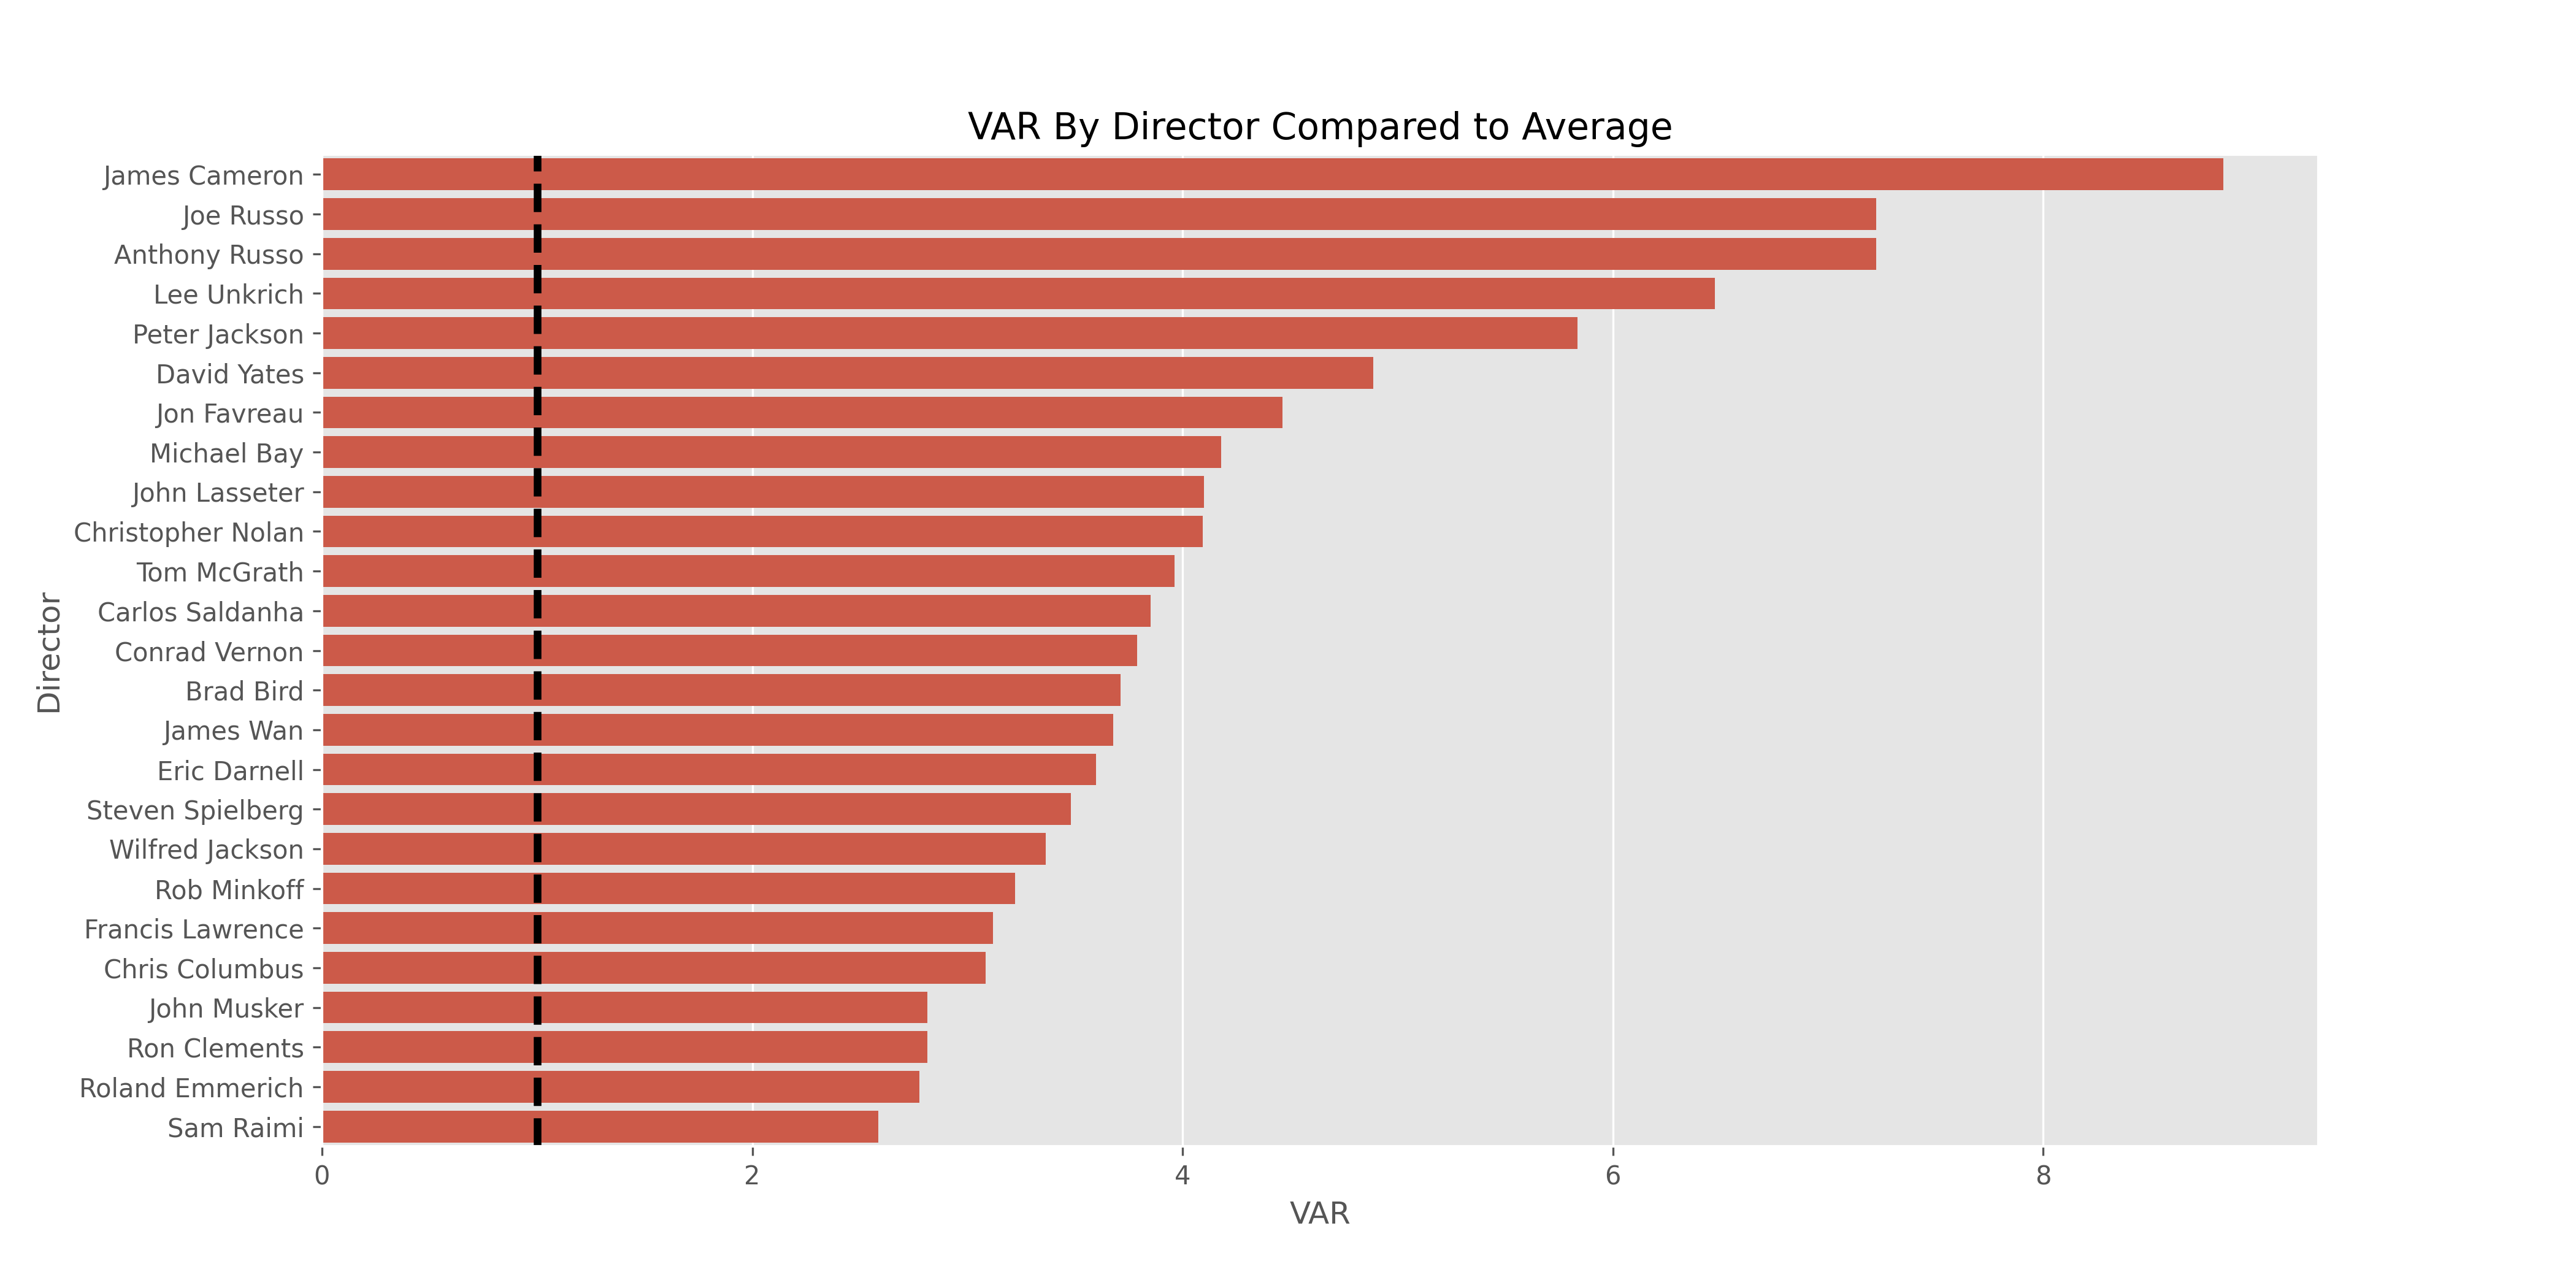 VAR By Director Compared to Average
James Cameron
Joe Russo
Anthony Russo
Lee Unkrich
Peter Jackson
David Yates
Jon Favreau
Michael Bay
John Lasseter
Christopher Nolan
Tom McGrath
Carlos Saldanha
Conrad Vernon
Brad Bird
James Wan
Eric Darnell
Steven Spielberg
Wilfred Jackson
Rob Minkoff
Francis Lawrence
Chris Columbus
John Musker
Ron Clements
Roland Emmerich
Sam Raimi
Director
0 2 4 6 8
VAR